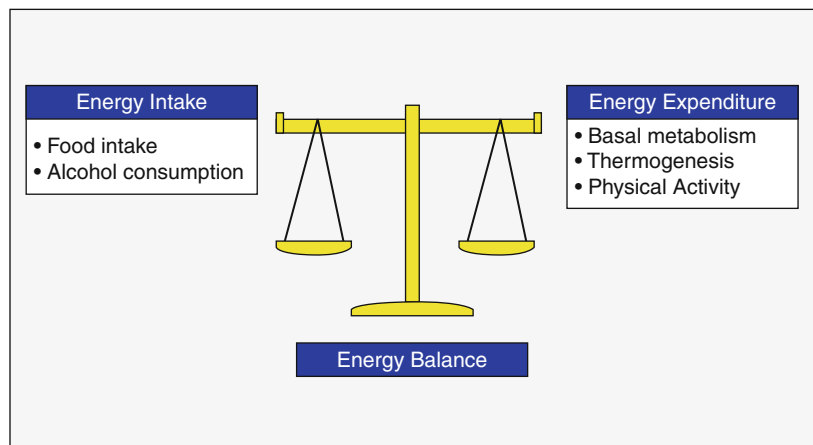 Energy Intake
• Food intake
• Alcohol consumption
Energy Expenditure
• Basal metabolism
• Thermogenesis
• Physical Activity
Energy Balance